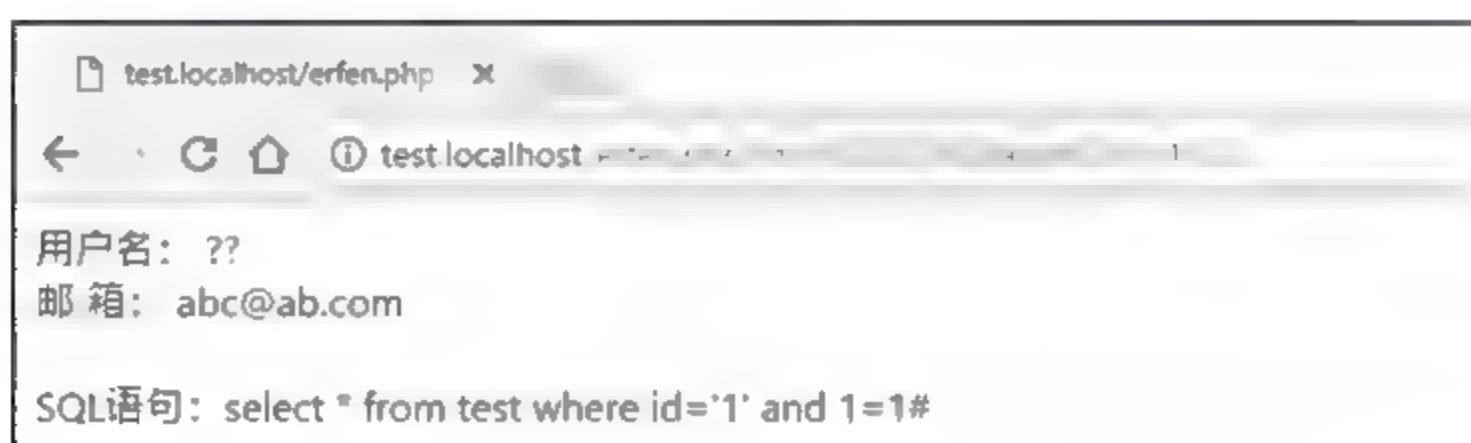 test.localhost/erfen.php
test.localhost
用户名： ??
邮 箱： abc@ab.com
SQL语句：select * from test where id='1' and 1=1#